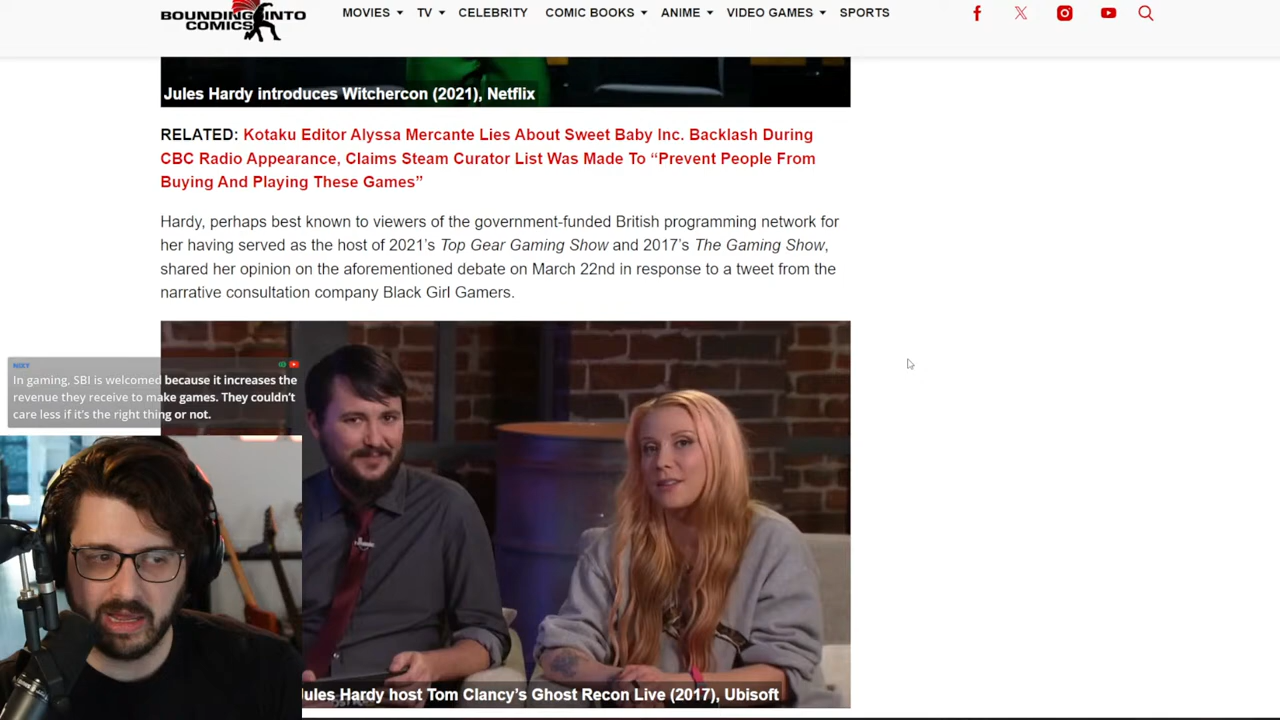 BOUNDING INTO
COMICS
MOVIES TV CELEBRITY COMIC BOOKS ANIME VIDEO GAMES SPORTS
Jules Hardy introduces Witchercon (2021), Netflix
RELATED: Kotaku Editor Alyssa Mercante Lies About Sweet Baby Inc. Backlash During
CBC Radio Appearance, Claims Steam Curator List Was Made To “Prevent People From
Buying And Playing These Games”
Hardy, perhaps best known to viewers of the government-funded British programming network for
her having served as the host of 2021’s Top Gear Gaming Show and 2017’s The Gaming Show,
shared her opinion on the aforementioned debate on March 22nd in response to a tweet from the
narrative consultation company Black Girl Gamers.
NIXY
In gaming, SBI is welcomed because it increases the
revenue they receive to make games. They couldn’t
care less if it’s the right thing or not.
Jules Hardy host Tom Clancy’s Ghost Recon Live (2017), Ubisoft